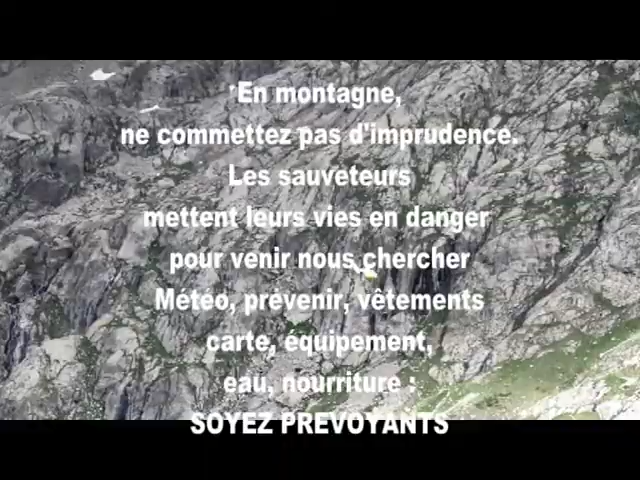 En montagne,
ne commettez pas d'imprudence.
Les sauveteurs
mettent leurs vies en danger
pour venir nous chercher
Météo, prévenir, vêtements
carte, équipement,
eau, nourriture :
SOYEZ PREVOYANTS